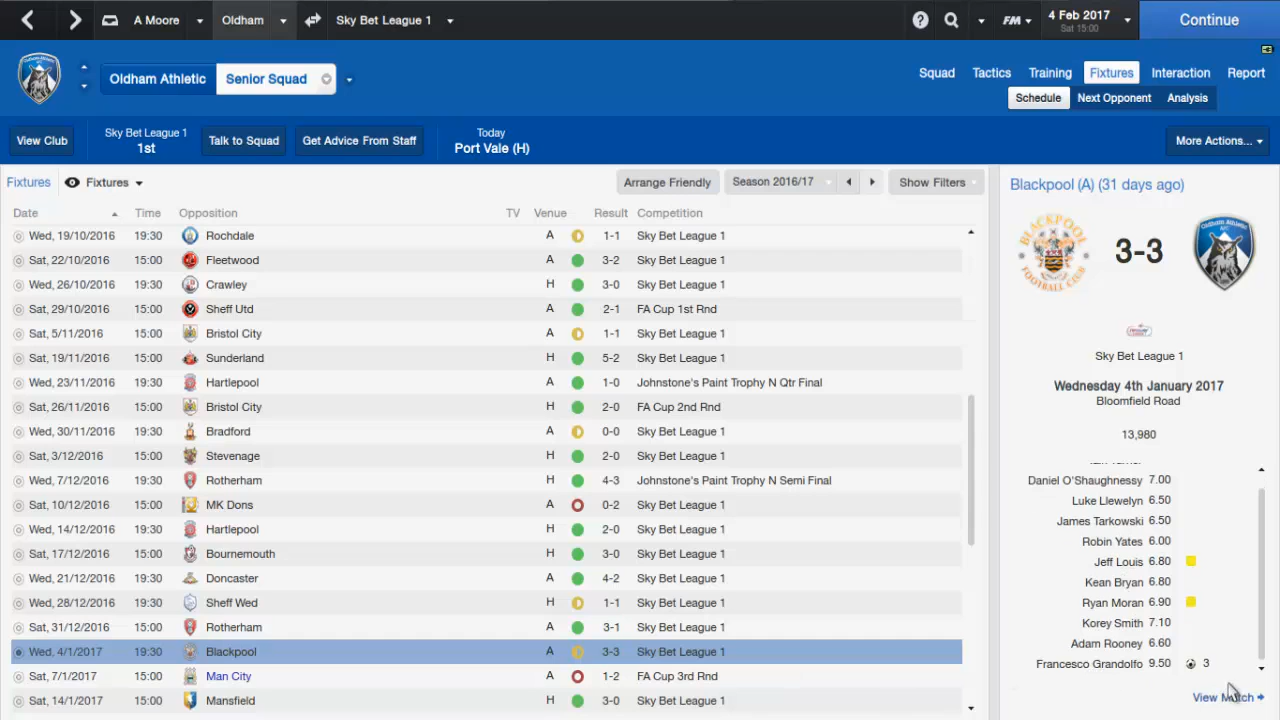 A Moore Oldham Sky Bet League 1 ? FM 4 Feb 2017 Sat 15:00 Continue
Oldham Athletic Senior Squad Squad Tactics Training Fixtures Interaction Report
Schedule Next Opponent Analysis
View Club Sky Bet League 1 1st Talk to Squad Get Advice From Staff Today Port Vale (H) More Actions...
Fixtures Fixtures Arrange Friendly Season 2016/17 Show Filters
Date Time Opposition TV Venue Result Competition
Wed, 19/10/2016 19:30 Rochdale A 1-1 Sky Bet League 1
Sat, 22/10/2016 15:00 Fleetwood A 3-2 Sky Bet League 1
Wed, 26/10/2016 19:30 Crawley H 3-0 Sky Bet League 1
Sat, 29/10/2016 15:00 Sheff Utd A 2-1 FA Cup 1st Rnd
Sat, 5/11/2016 15:00 Bristol City A 1-1 Sky Bet League 1
Sat, 19/11/2016 15:00 Sunderland H 5-2 Sky Bet League 1
Wed, 23/11/2016 19:30 Hartlepool A 1-0 Johnstone's Paint Trophy N Qtr Final
Sat, 26/11/2016 15:00 Bristol City H 2-0 FA Cup 2nd Rnd
Wed, 30/11/2016 19:30 Bradford A 0-0 Sky Bet League 1
Sat, 3/12/2016 15:00 Stevenage H 2-0 Sky Bet League 1
Wed, 7/12/2016 19:30 Rotherham H 4-3 Johnstone's Paint Trophy N Semi Final
Sat, 10/12/2016 15:00 MK Dons A 0-2 Sky Bet League 1
Wed, 14/12/2016 19:30 Hartlepool H 2-0 Sky Bet League 1
Sat, 17/12/2016 15:00 Bournemouth H 3-0 Sky Bet League 1
Wed, 21/12/2016 19:30 Doncaster A 4-2 Sky Bet League 1
Wed, 28/12/2016 19:30 Sheff Wed H 1-1 Sky Bet League 1
Sat, 31/12/2016 15:00 Rotherham A 3-1 Sky Bet League 1
Wed, 4/1/2017 19:30 Blackpool A 3-3 Sky Bet League 1
Sat, 7/1/2017 15:00 Man City A 1-2 FA Cup 3rd Rnd
Sat, 14/1/2017 15:00 Mansfield H 3-0 Sky Bet League 1
Blackpool (A) (31 days ago)
BLACKPOOL FOOTBALL CLUB 3-3 Oldham Athletic AFC
Sky Bet League 1
Wednesday 4th January 2017
Bloomfield Road
13,980
Daniel O'Shaughnessy 7.00
Luke Llewelyn 6.50
James Tarkowski 6.50
Robin Yates 6.00
Jeff Louis 6.80
Kean Bryan 6.80
Ryan Moran 6.90
Korey Smith 7.10
Adam Rooney 6.60
Francesco Grandolfo 9.50 3
View Match